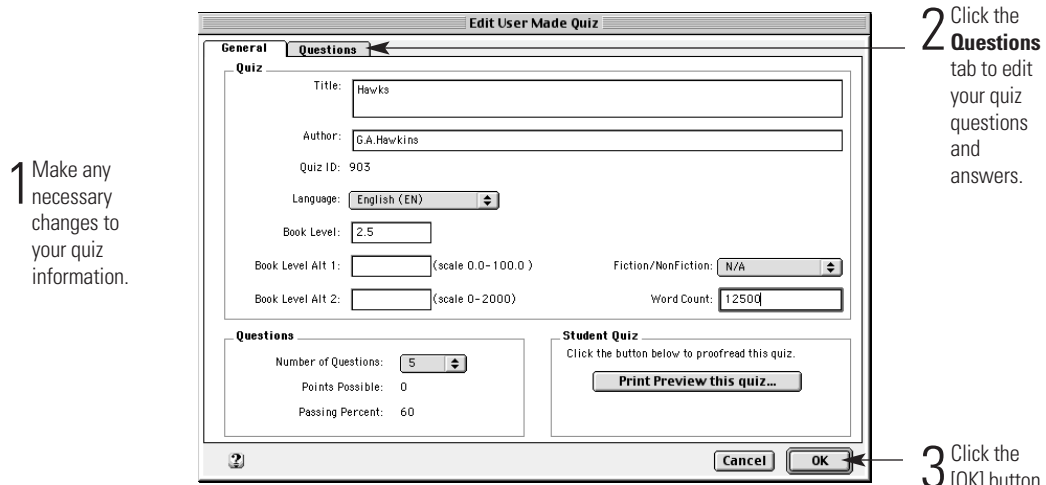 Edit User Made Quiz
General
Questions
Quiz
Title:
Hawks
Author:
G.A.Hawkins
Quiz ID: 903
Language:
English (EN)
Book Level:
2.5
Book Level Alt 1:
(scale 0.0-100.0 )
Fiction/NonFiction:
N/A
Book Level Alt 2:
(scale 0-2000)
Word Count:
12500
Questions
Number of Questions:
5
Points Possible: 0
Passing Percent: 60
Student Quiz
Click the button below to proofread this quiz.
Print Preview this quiz...
?
Cancel
OK
1 Make any
necessary
changes to
your quiz
information.
2 Click the
Questions
tab to edit
your quiz
questions
and
answers.
3 Click the
[OK] button